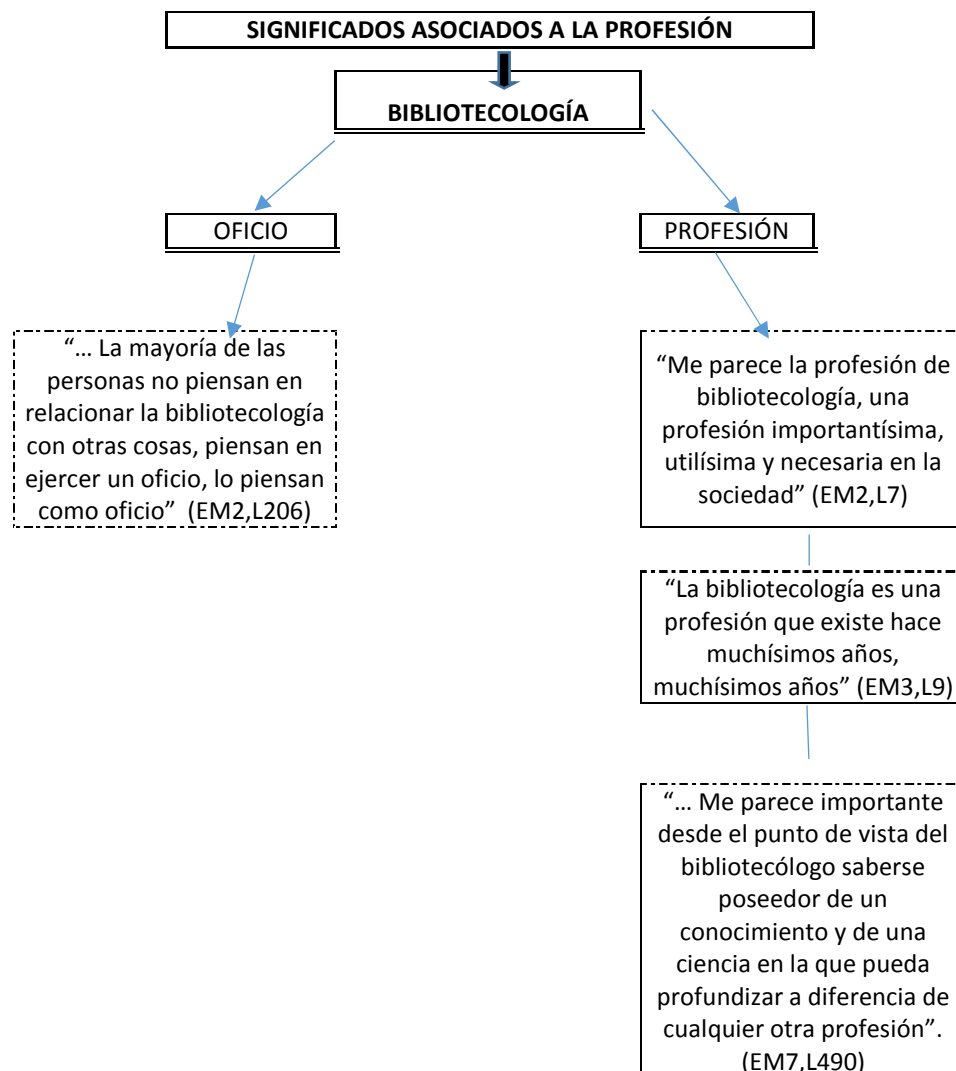 SIGNIFICADOS ASOCIADOS A LA PROFESIÓN
BIBLIOTECOLOGÍA
OFICIO
PROFESIÓN
“... La mayoría de las
personas no piensan en
relacionar la bibliotecología
con otras cosas, piensan en
ejercer un oficio, lo piensan
como oficio” (EM2,L206)
“Me parece la profesión de
bibliotecología, una
profesión importantísima,
utilísima y necesaria en la
sociedad” (EM2,L7)
“La bibliotecología es una
profesión que existe hace
muchísimos años,
muchísimos años” (EM3,L9)
“... Me parece importante
desde el punto de vista del
bibliotecólogo saberse
poseedor de un
conocimiento y de una
ciencia en la que pueda
profundizar a diferencia de
cualquier otra profesión”.
(EM7,L490)